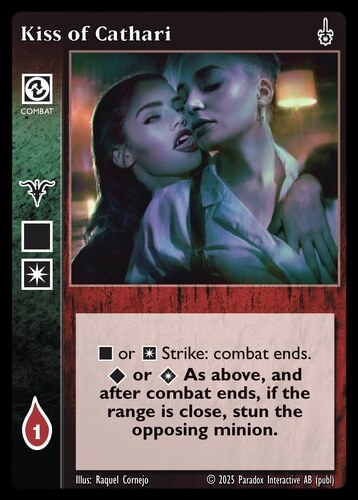 Kiss of Cathari
COMBAT
or Strike: combat ends.
or As above, and
after combat ends, if the
range is close, stun the
opposing minion.
1
Illus: Raquel Cornejo © 2025 Paradox Interactive AB (publ)